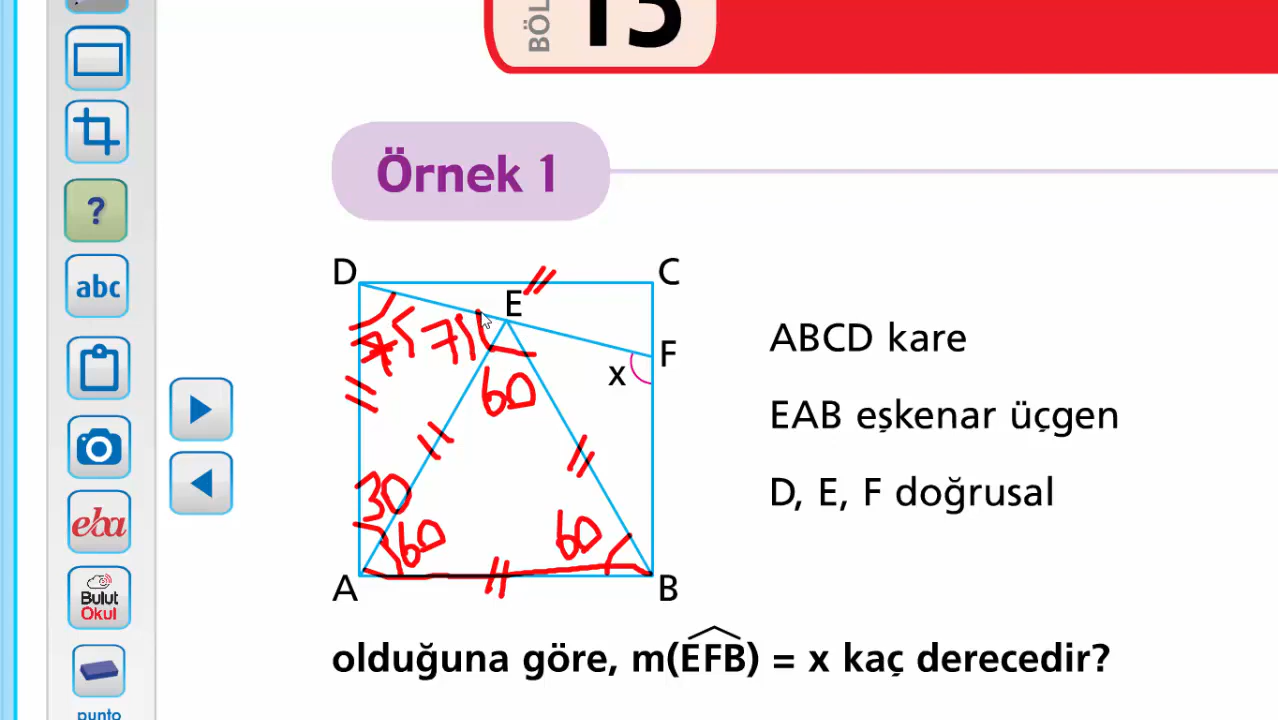 BÖL
15
Örnek 1
?
abc
eba
Bulut
Okul
punto
D
C
E
75
75
F
x
60
30
60
60
A
B
ABCD kare
EAB eşkenar üçgen
D, E, F doğrusal
olduğuna göre, m(EFB) = x kaç derecedir?